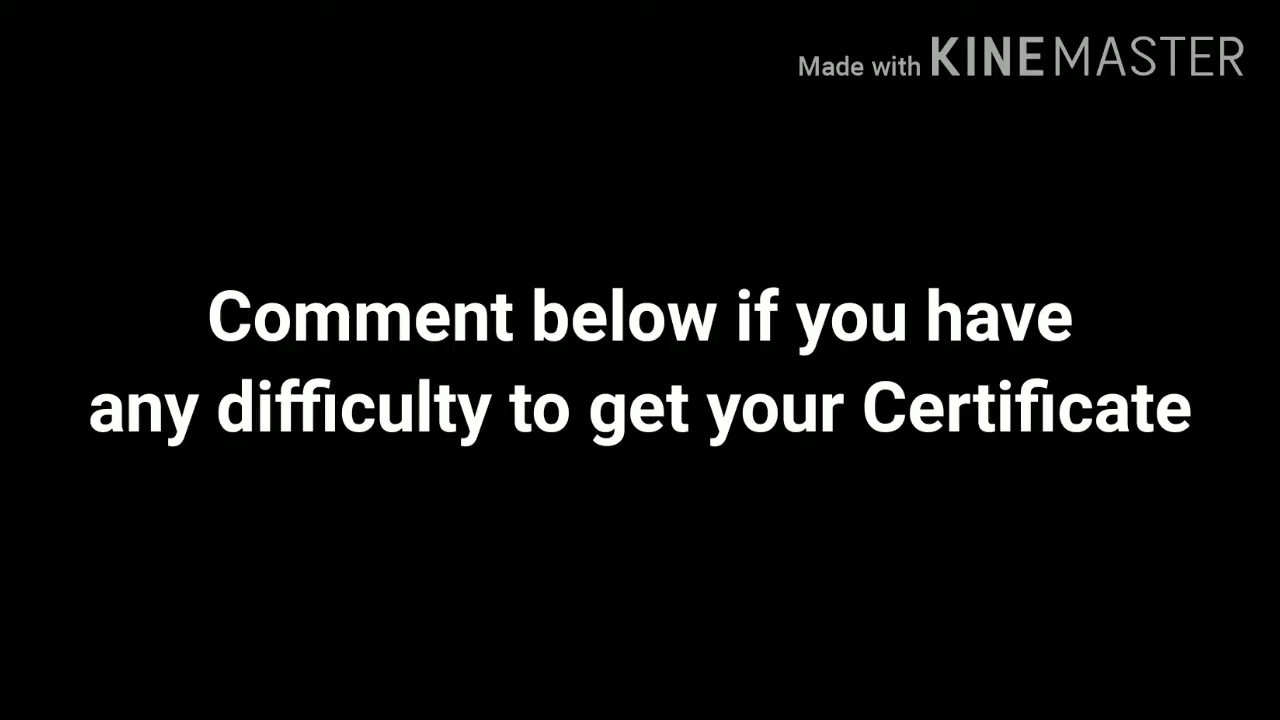 Made with KINEMASTER
Comment below if you have
any difficulty to get your Certificate